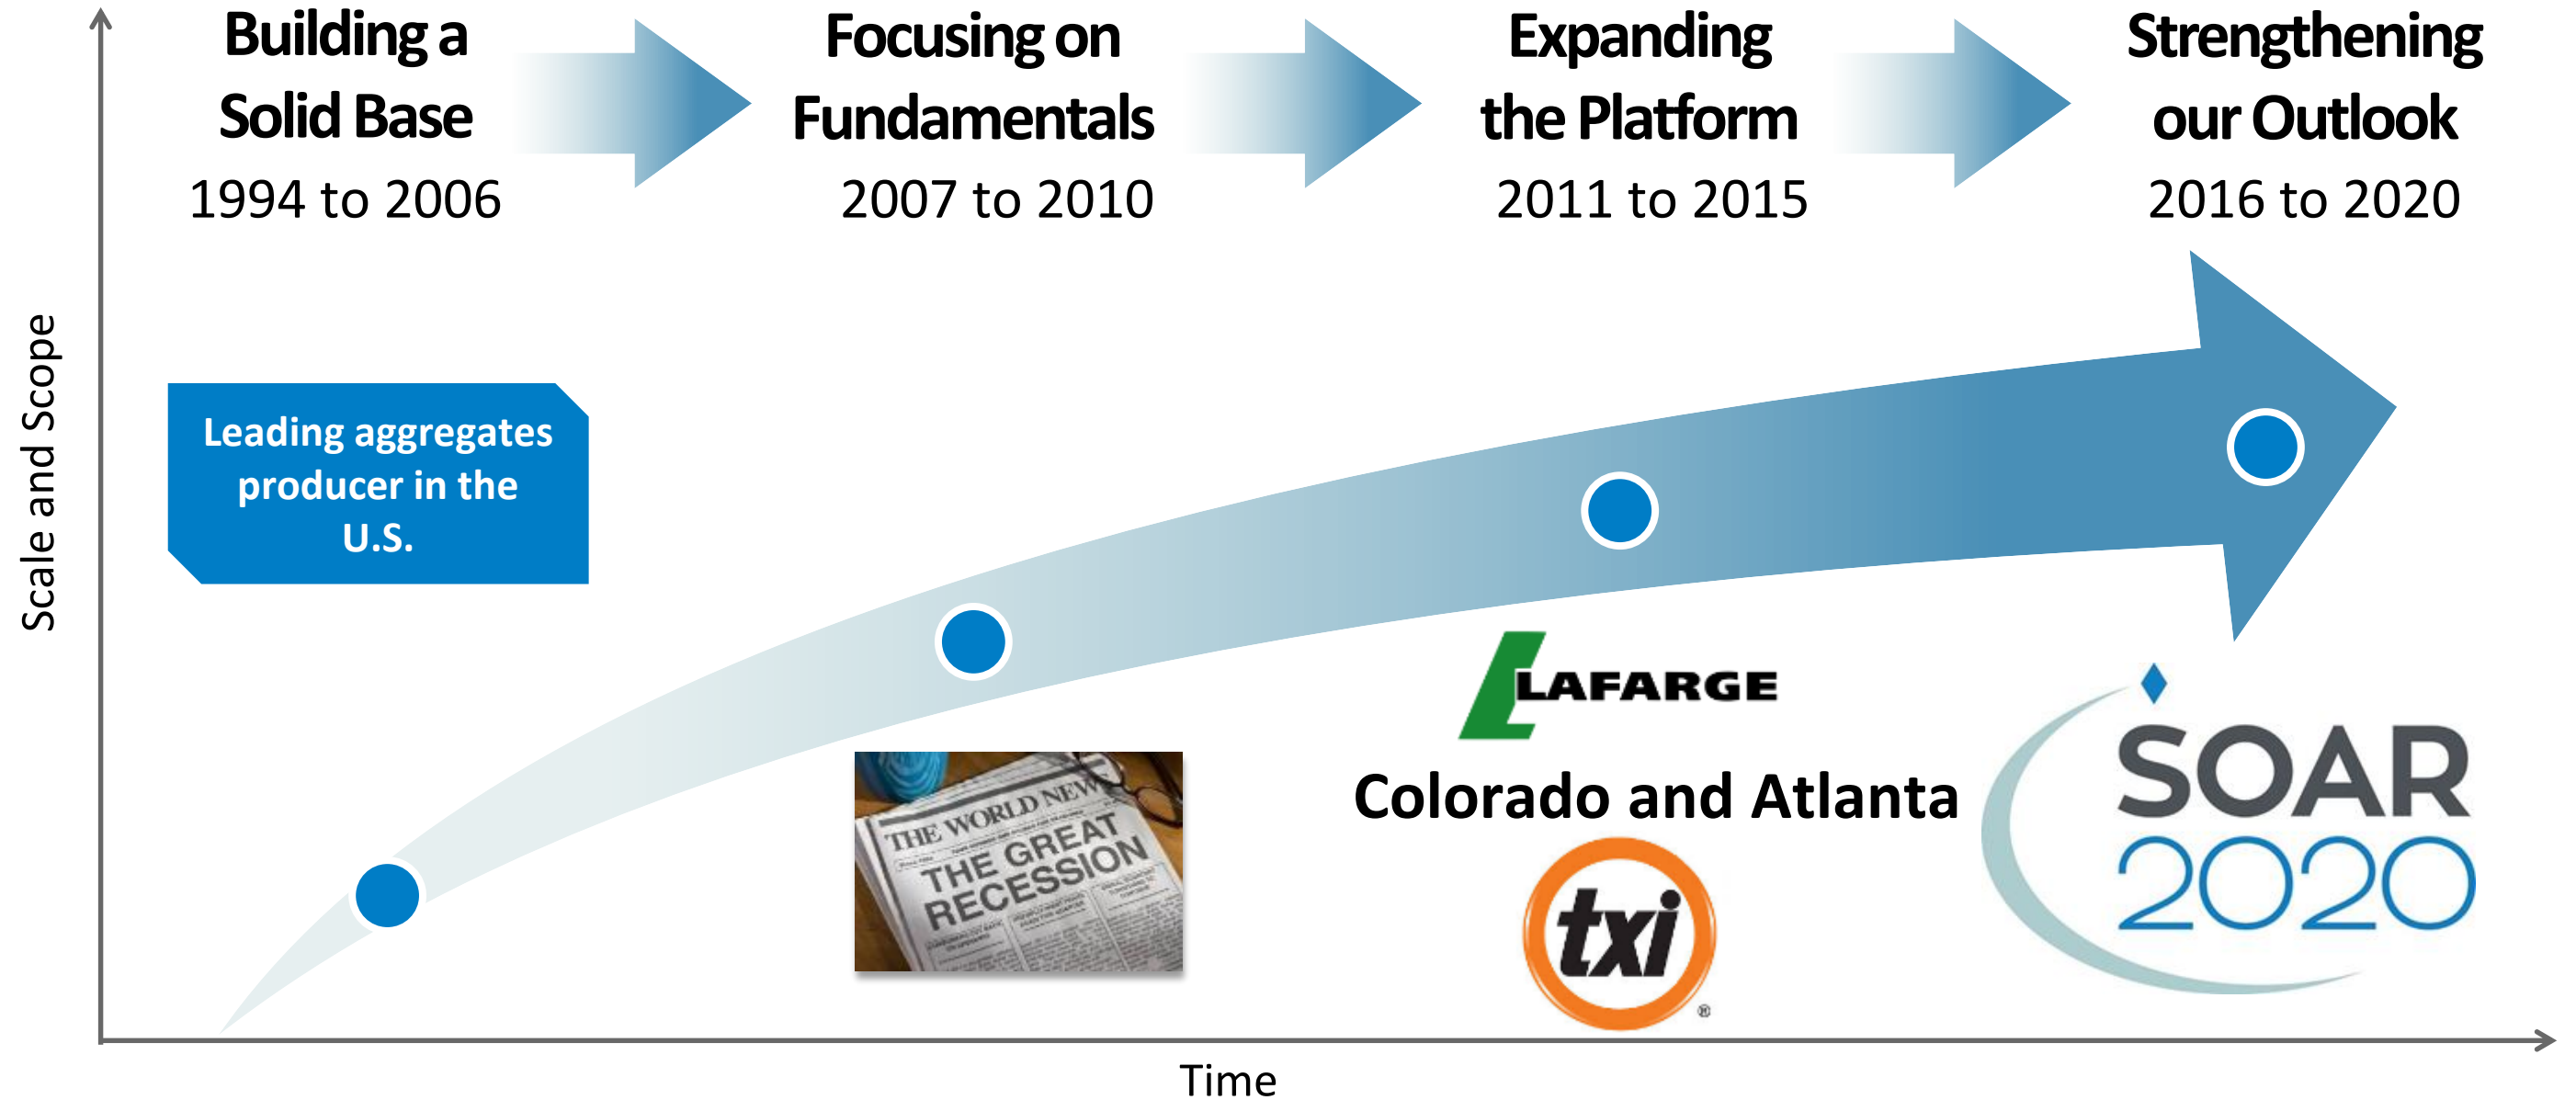 Building a
Solid Base
1994 to 2006
Focusing on
Fundamentals
2007 to 2010
Expanding
the Platform
2011 to 2015
Strengthening
our Outlook
2016 to 2020
Scale and Scope
Leading aggregates
producer in the
U.S.
THE WORLD NEW
THE GREAT
RECESSION
LAFARGE
Colorado and Atlanta
txi
®
SOAR
2020
Time